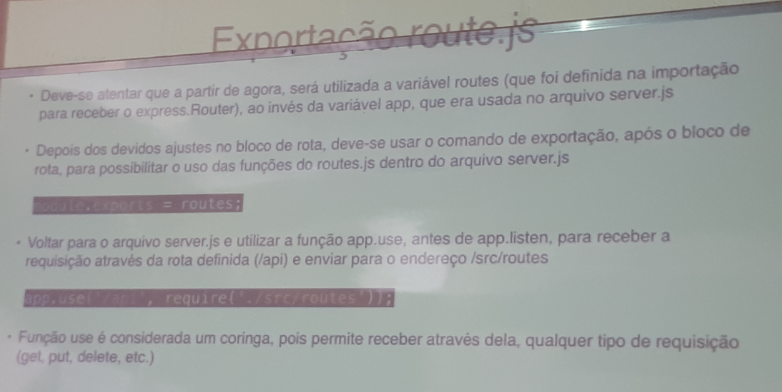 Exportação route.js
• Deve-se atentar que a partir de agora, será utilizada a variável routes (que foi definida na importação
para receber o express.Router), ao invés da variável app, que era usada no arquivo server.js
• Depois dos devidos ajustes no bloco de rota, deve-se usar o comando de exportação, após o bloco de
rota, para possibilitar o uso das funções do routes.js dentro do arquivo server.js
module.exports = routes;
• Voltar para o arquivo server.js e utilizar a função app.use, antes de app.listen, para receber a
requisição através da rota definida (/api) e enviar para o endereço /src/routes
app.use('/api', require('./src/routes'));
• Função use é considerada um coringa, pois permite receber através dela, qualquer tipo de requisição
(get, put, delete, etc.)